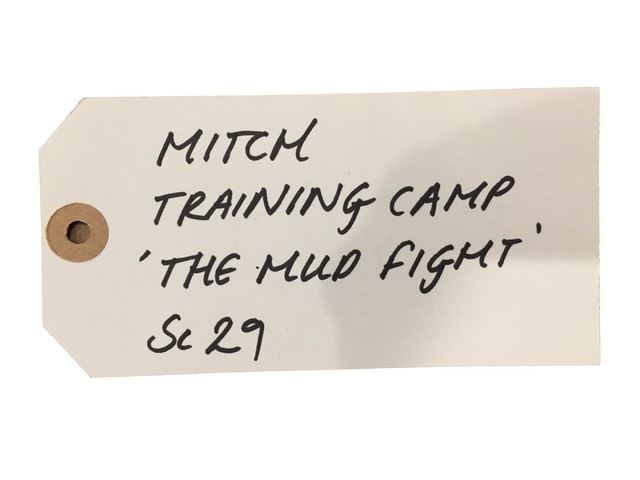 MITCH
TRAINING CAMP
'THE MUD FIGHT'
Sc 29